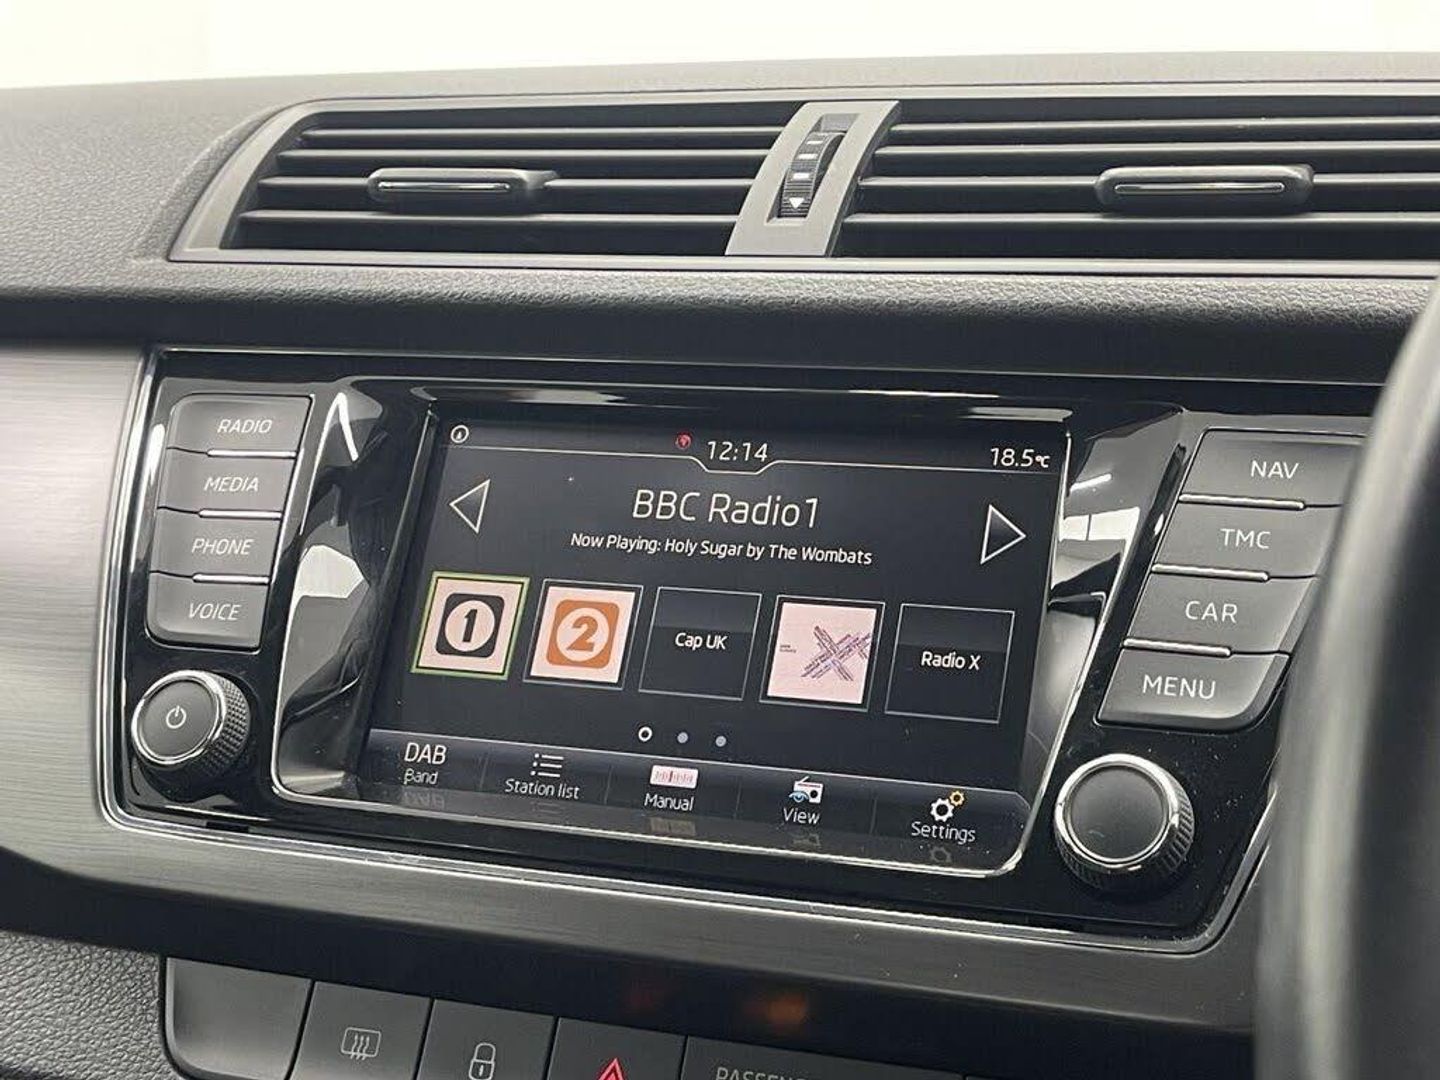 RADIO
MEDIA
PHONE
VOICE
12:14
18.5°C
BBC Radio1
Now Playing: Holy Sugar by The Wombats
1
2
Cap UK
Radio X
DAB
Band
Station list
Manual
View
Settings
NAV
TMC
CAR
MENU